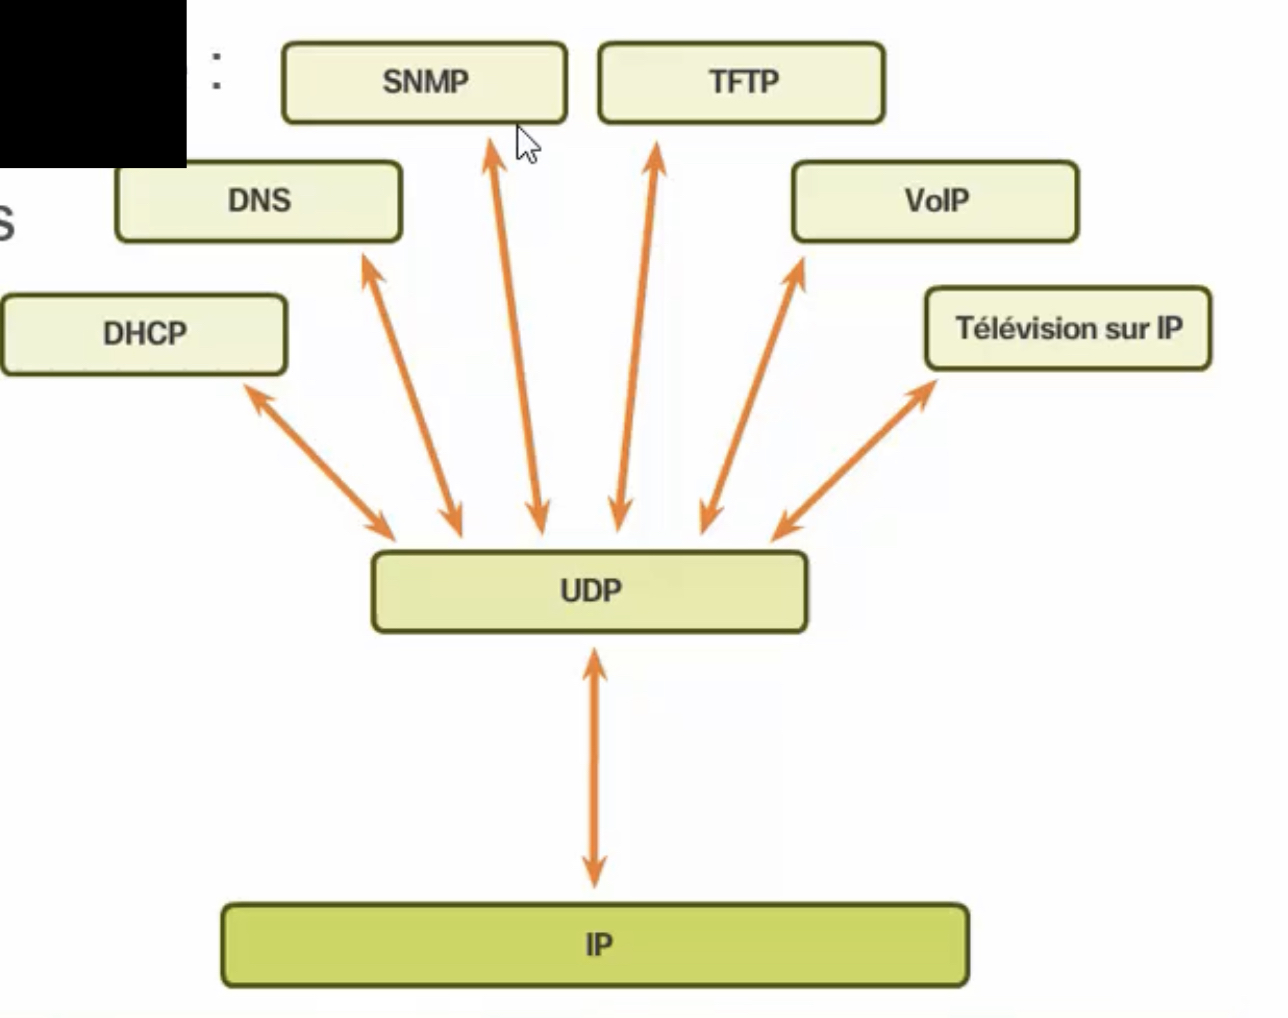 :
SNMP
TFTP
DNS
VoIP
S
DHCP
Télévision sur IP
UDP
IP